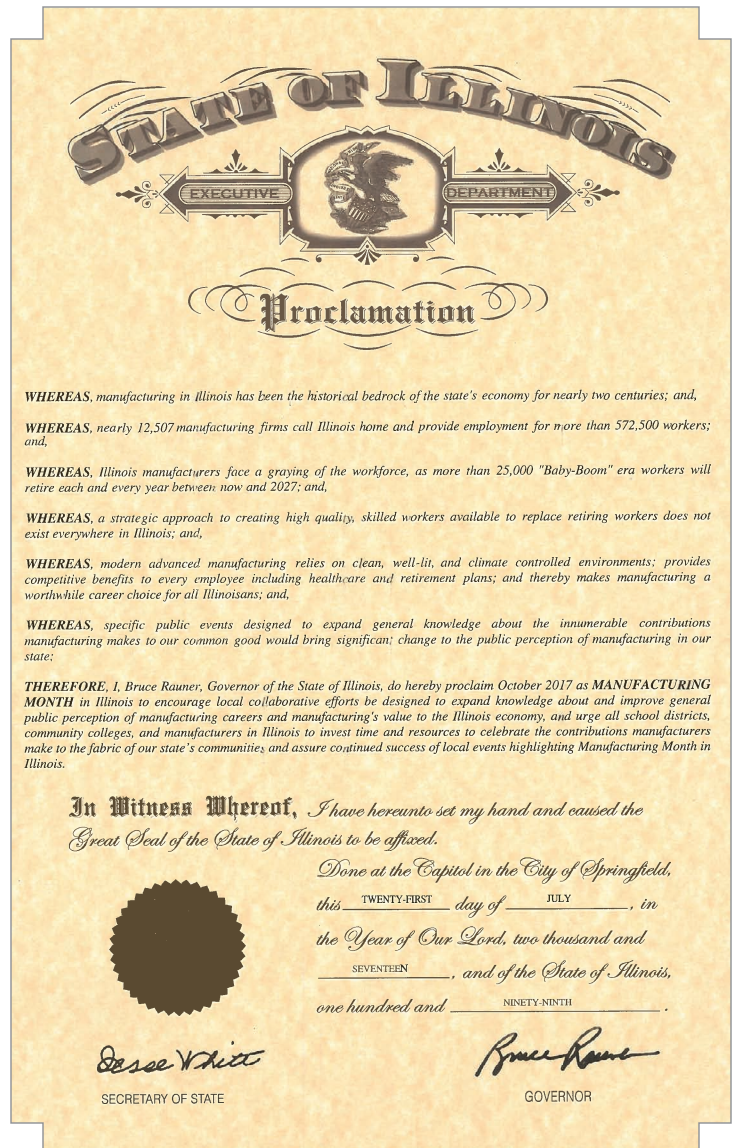 STATE OF ILLINOIS
EXECUTIVE DEPARTMENT
Proclamation
WHEREAS, manufacturing in Illinois has been the historical bedrock of the state's economy for nearly two centuries; and,
WHEREAS, nearly 12,507 manufacturing firms call Illinois home and provide employment for more than 572,500 workers;
and,
WHEREAS, Illinois manufacturers face a graying of the workforce, as more than 25,000 "Baby-Boom" era workers will
retire each and every year between now and 2027; and,
WHEREAS, a strategic approach to creating high quality, skilled workers available to replace retiring workers does not
exist everywhere in Illinois; and,
WHEREAS, modern advanced manufacturing relies on clean, well-lit, and climate controlled environments; provides
competitive benefits to every employee including healthcare and retirement plans; and thereby makes manufacturing a
worthwhile career choice for all Illinoisans; and,
WHEREAS, specific public events designed to expand general knowledge about the innumerable contributions
manufacturing makes to our common good would bring significant change to the public perception of manufacturing in our
state:
THEREFORE, I, Bruce Rauner, Governor of the State of Illinois, do hereby proclaim October 2017 as MANUFACTURING
MONTH in Illinois to encourage local collaborative efforts be designed to expand knowledge about and improve general
public perception of manufacturing careers and manufacturing's value to the Illinois economy, and urge all school districts,
community colleges, and manufacturers in Illinois to invest time and resources to celebrate the contributions manufacturers
make to the fabric of our state's communities and assure continued success of local events highlighting Manufacturing Month in
Illinois.
In Witness Whereof, I have hereunto set my hand and caused the
Great Seal of the State of Illinois to be affixed.
Done at the Capitol in the City of Springfield,
this TWENTY-FIRST day of JULY, in
the Year of Our Lord, two thousand and
SEVENTEEN, and of the State of Illinois,
one hundred and NINETY-NINTH.
Jesse White
Bruce Rauner
SECRETARY OF STATE
GOVERNOR